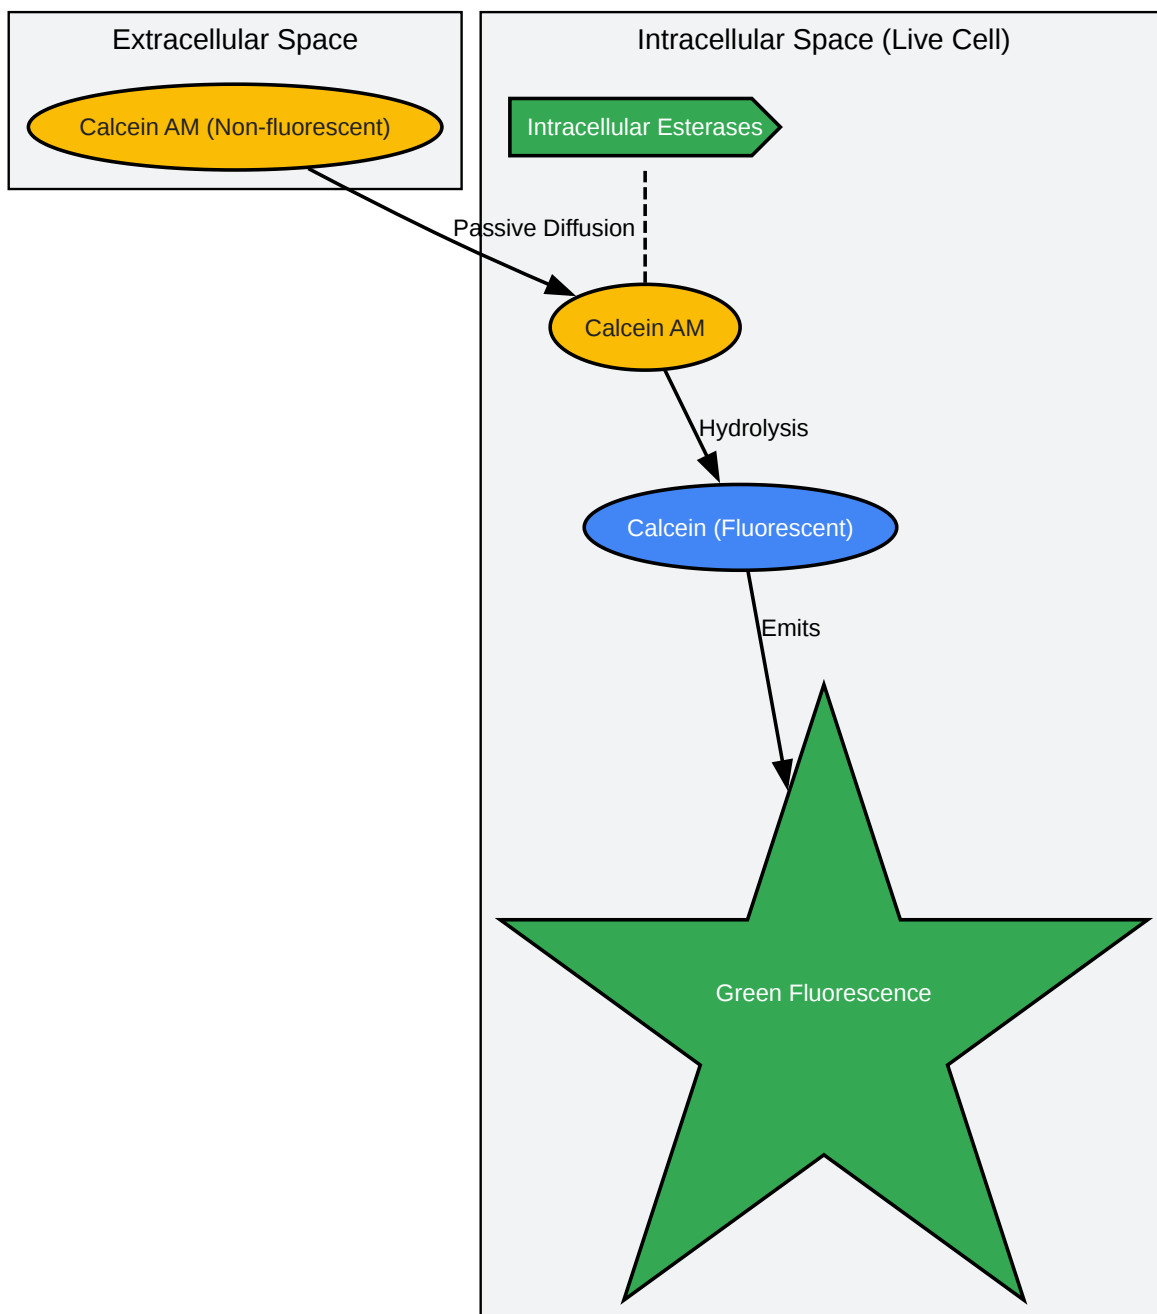 Extracellular Space
Intracellular Space (Live Cell)
Calcein AM (Non-fluorescent)
Intracellular Esterases
Passive Diffusion
Calcein AM
Hydrolysis
Calcein (Fluorescent)
Emits
Green Fluorescence